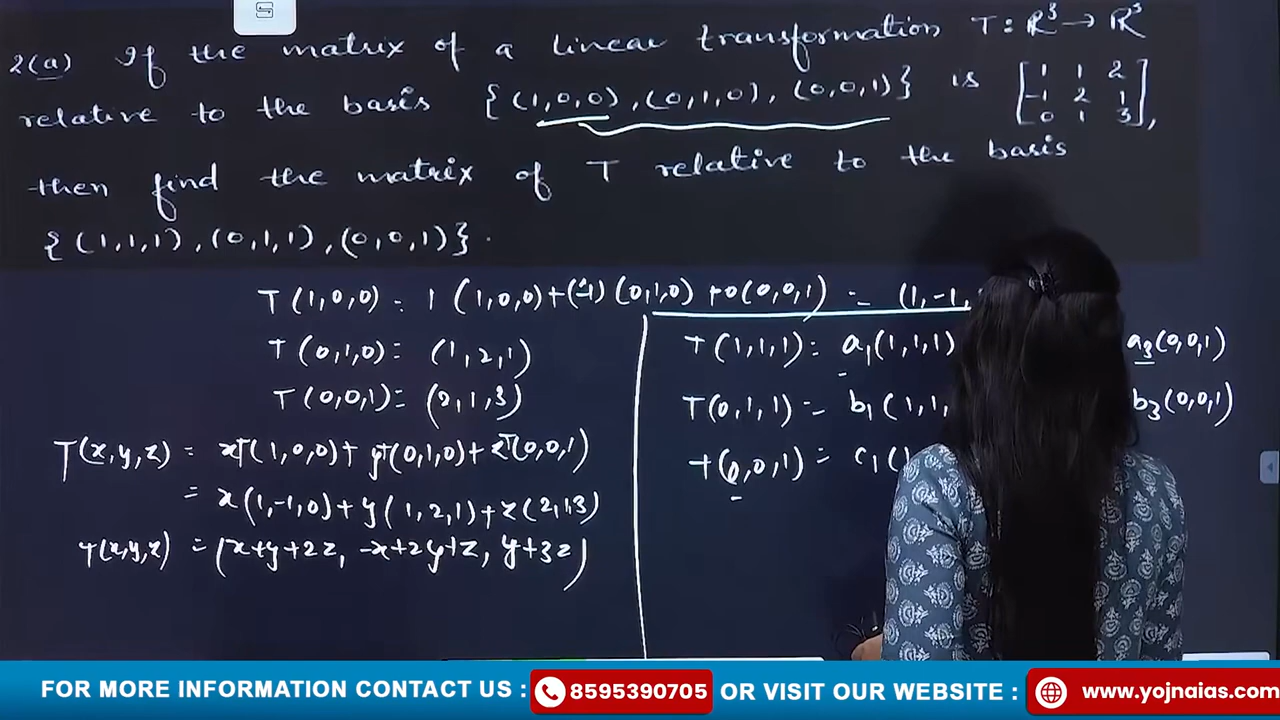 2(a) If the matrix of a linear transformation T: ℝ³ → ℝ³
relative to the basis {(1,0,0), (0,1,0), (0,0,1)} is [1 1 2
-1 2 1
0 1 3],
then find the matrix of T relative to the basis
{(1,1,1), (0,1,1), (0,0,1)}.
T(1,0,0) = 1(1,0,0)+(-1)(0,1,0)+0(0,0,1) = (1,-1,
T(0,1,0) = (1,2,1)
T(0,0,1) = (2,1,3)
T(x,y,z) = xT(1,0,0)+yT(0,1,0)+zT(0,0,1)
= x(1,-1,0)+y(1,2,1)+z(2,1,3)
T(x,y,z) = (x+y+2z, -x+2y+z, y+3z)
T(1,1,1) = a₁(1,1,1) a₃(0,0,1)
T(0,1,1) = b₁(1,1, b₃(0,0,1)
T(0,0,1) = c₁(
FOR MORE INFORMATION CONTACT US : 8595390705 OR VISIT OUR WEBSITE : www.yojnaias.com